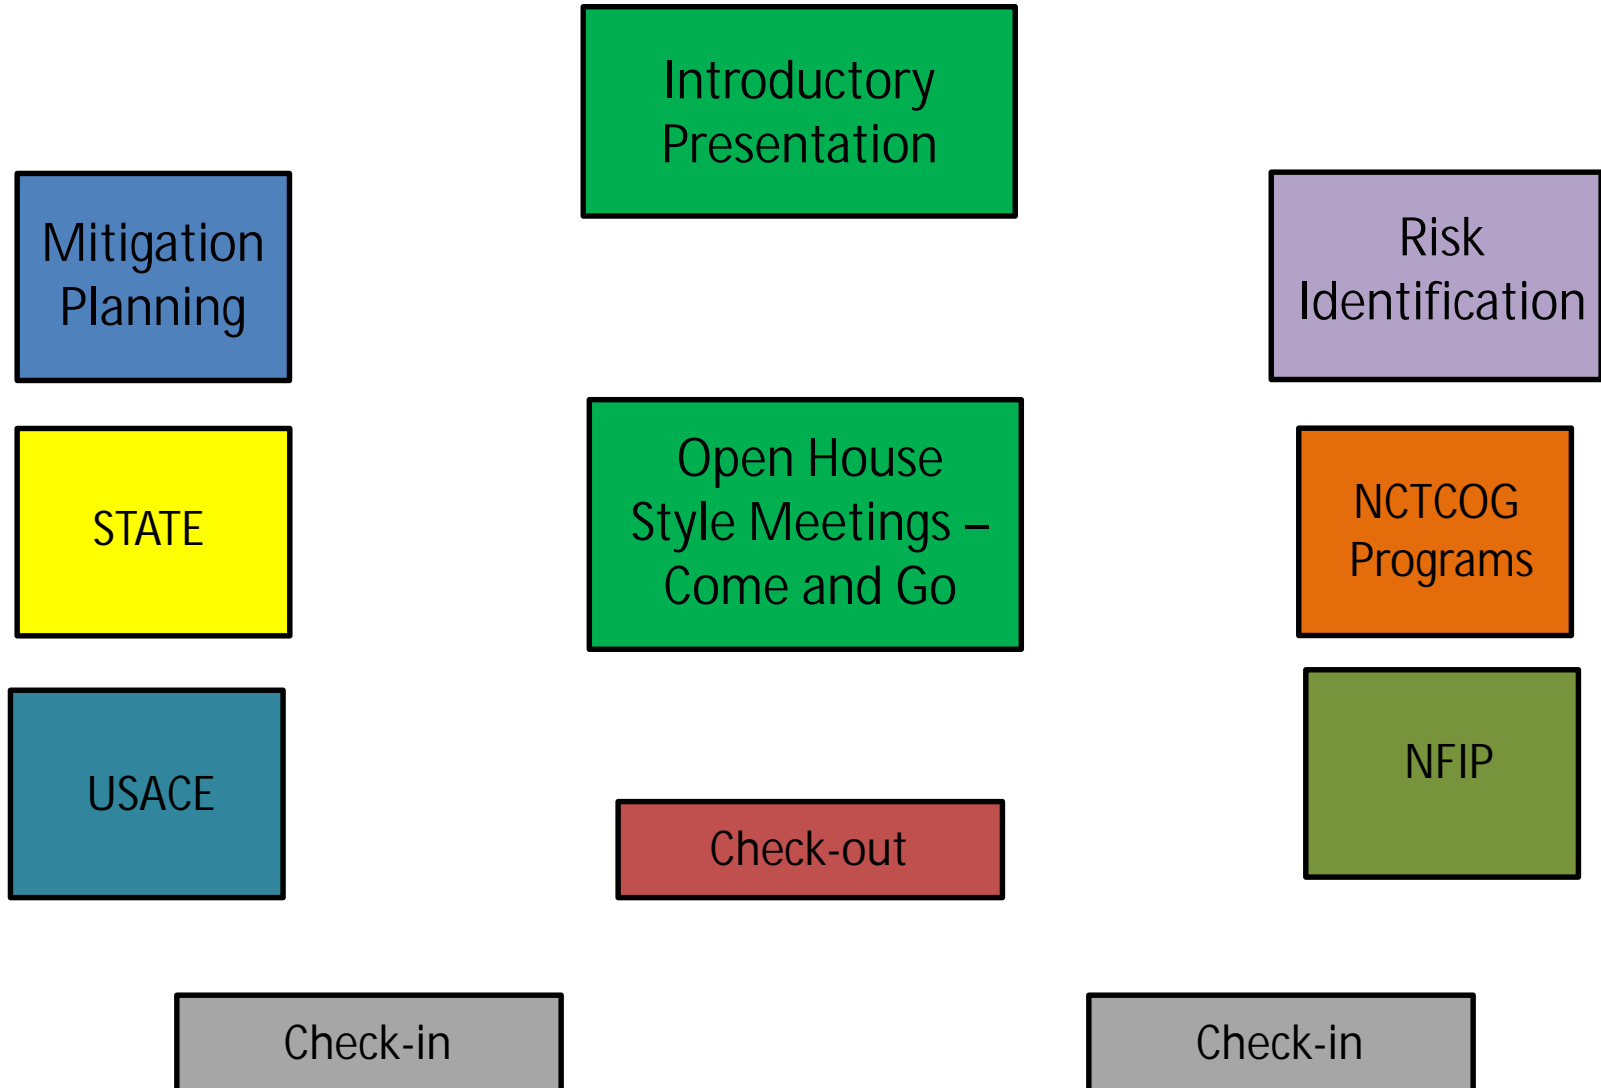 Introductory
Presentation
Mitigation
Planning
Risk
Identification
Open House
Style Meetings –
Come and Go
STATE
NCTCOG
Programs
USACE
NFIP
Check-out
Check-in
Check-in